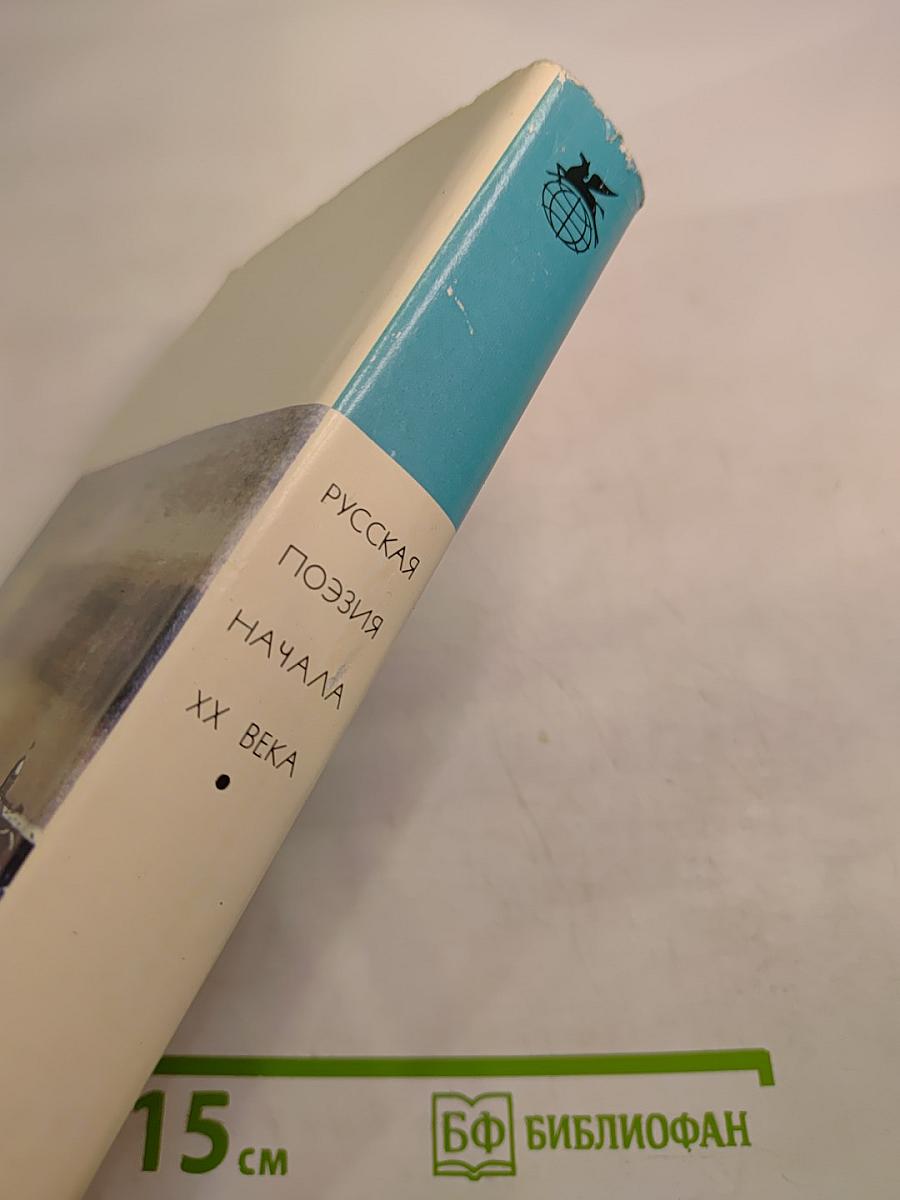 РУССКАЯ
ПОЭЗИЯ
НАЧАЛА
XX ВЕКА
15 см
БФ БИБЛИОФАН